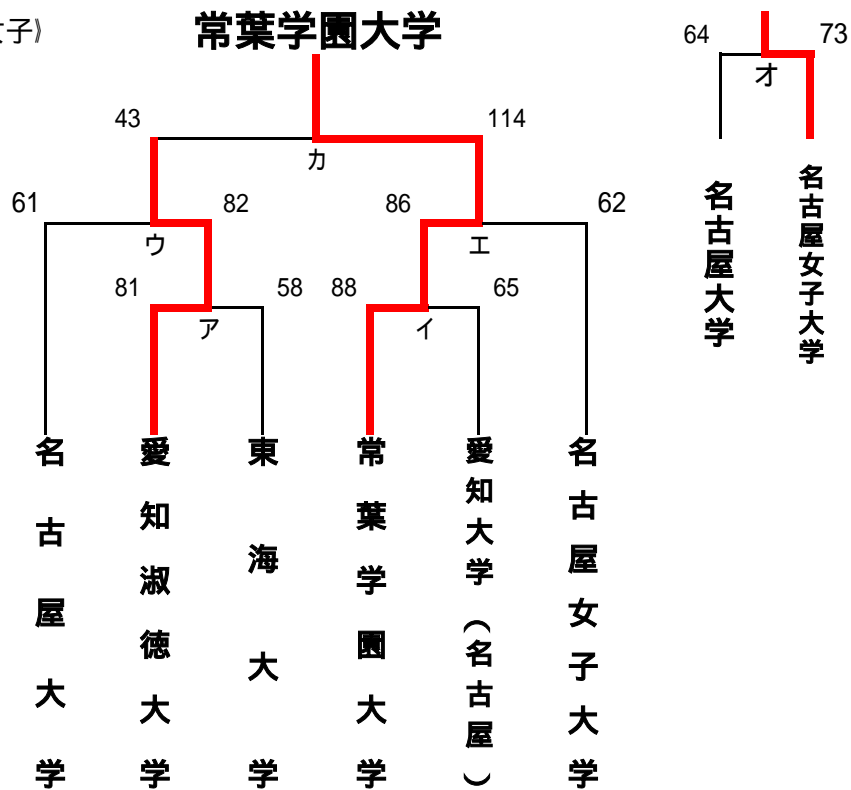 女子）
常葉学園大学
64
73
オ
43
114
カ
61
82
86
62
ウ
エ
81
58
88
65
ア
イ
名古屋大学
名古屋女子大学
名古屋大学
愛知淑徳大学
東海大学
常葉学園大学
愛知大学（名古屋）
名古屋女子大学